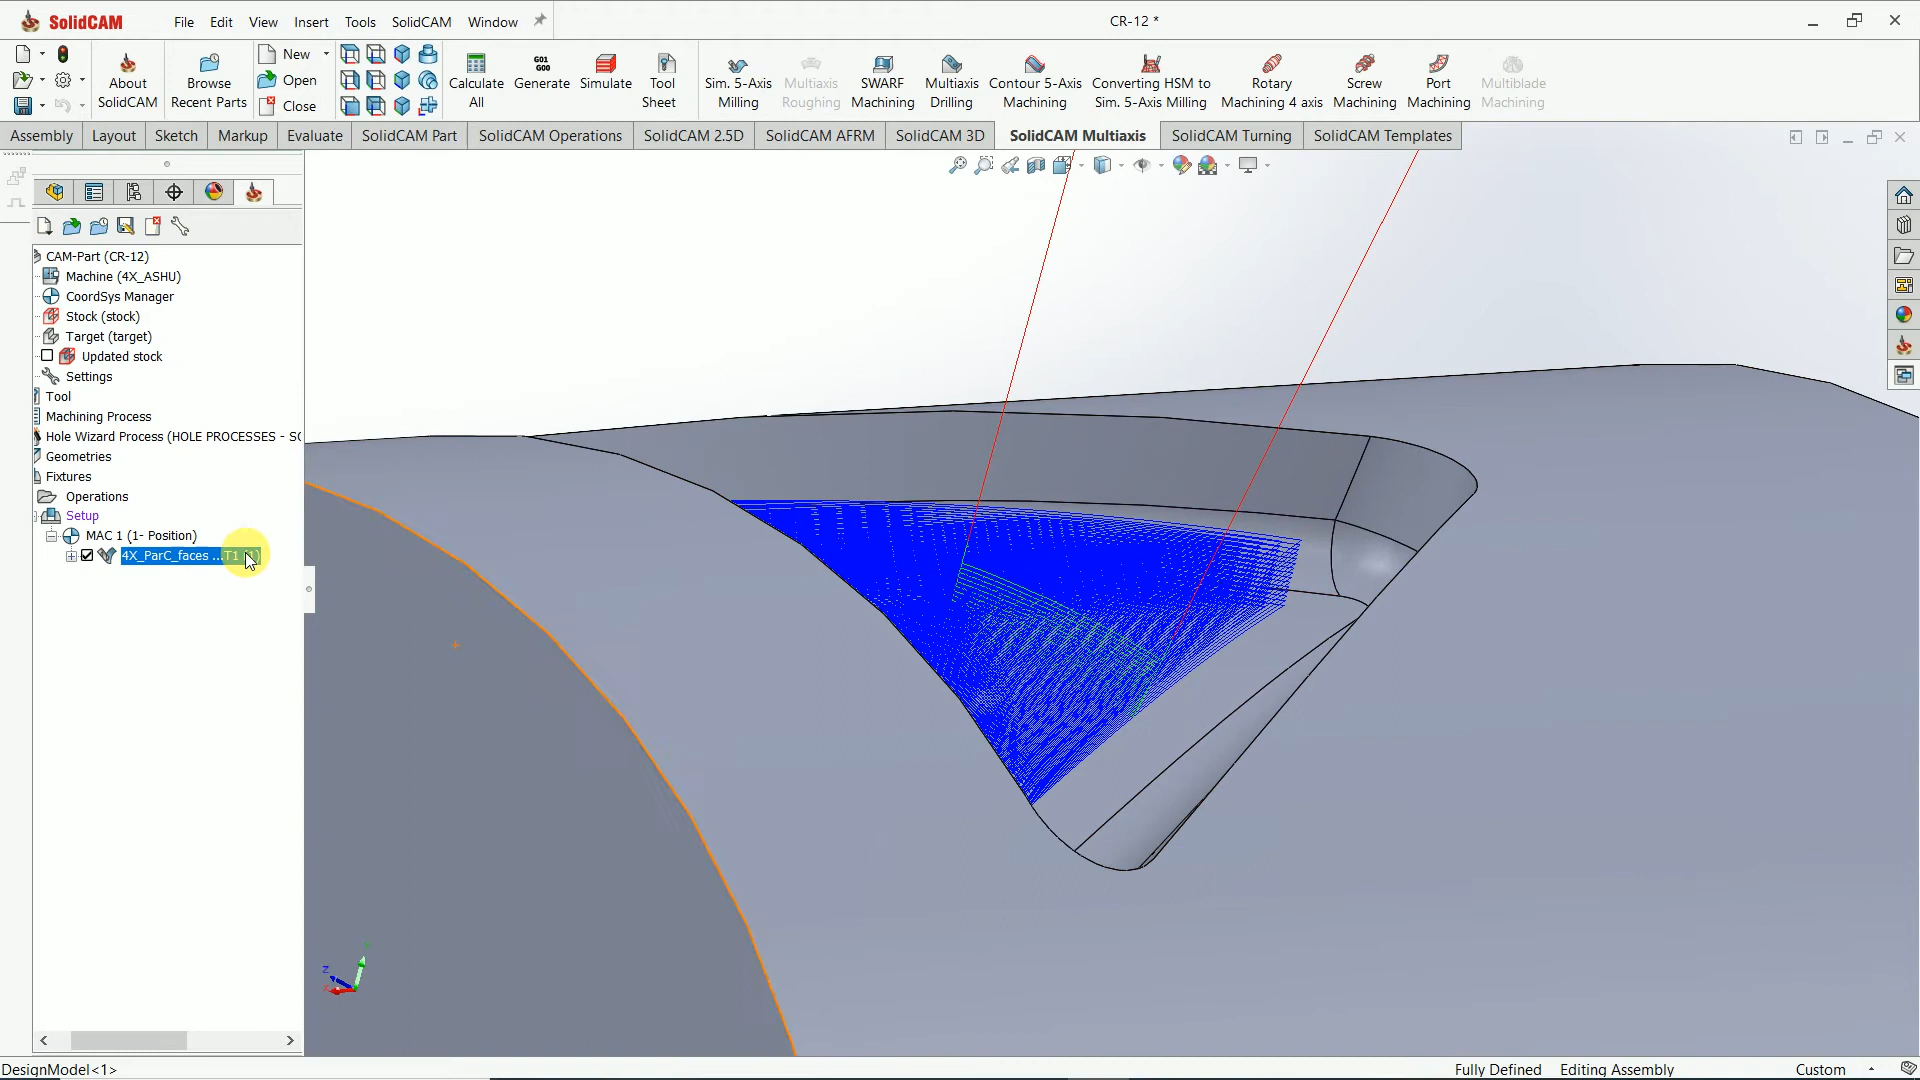 SolidCAM
File Edit View Insert Tools SolidCAM Window
CR-12 *
New
Open
Close
About SolidCAM
Browse Recent Parts
Calculate All
G01
G00
Generate
Simulate
Tool Sheet
Sim. 5-Axis Milling
Multiaxis Roughing
SWARF Machining
Multiaxis Drilling
Contour 5-Axis Machining
Converting HSM to Sim. 5-Axis Milling
Rotary Machining 4 axis
Screw Machining
Port Machining
Multiblade Machining
Assembly Layout Sketch Markup Evaluate SolidCAM Part SolidCAM Operations SolidCAM 2.5D SolidCAM AFRM SolidCAM 3D SolidCAM Multiaxis SolidCAM Turning SolidCAM Templates
CAM-Part (CR-12)
Machine (4X_ASHU)
CoordSys Manager
Stock (stock)
Target (target)
Updated stock
Settings
Tool
Machining Process
Hole Wizard Process (HOLE PROCESSES - SO
Geometries
Fixtures
Operations
Setup
MAC 1 (1- Position)
4X_ParC_faces ...T1 (1)
Z
X
DesignModel<1>
Fully Defined Editing Assembly Custom